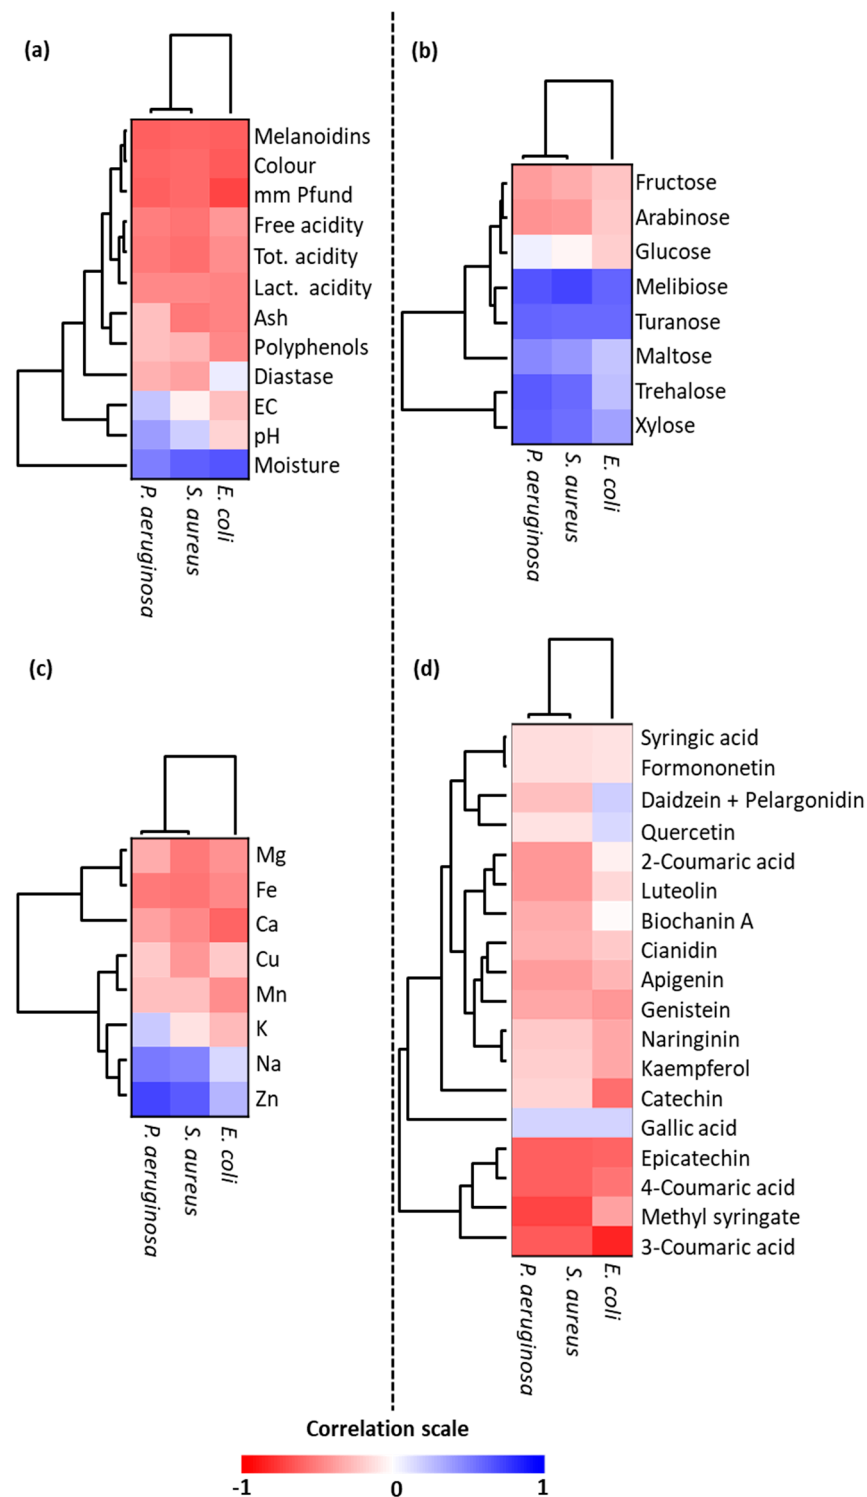 (a)
Melanoidins
Colour
mm Pfund
Free acidity
Tot. acidity
Lact. acidity
Ash
Polyphenols
Diastase
EC
pH
Moisture
P. aeruginosa
S. aureus
E. coli
(b)
Fructose
Arabinose
Glucose
Melibiose
Turanose
Maltose
Trehalose
Xylose
P. aeruginosa
S. aureus
E. coli
(c)
Mg
Fe
Ca
Cu
Mn
K
Na
Zn
P. aeruginosa
S. aureus
E. coli
(d)
Syringic acid
Formononetin
Daidzein + Pelargonidin
Quercetin
2-Coumaric acid
Luteolin
Biochanin A
Cianidin
Apigenin
Genistein
Naringinin
Kaempferol
Catechin
Gallic acid
Epicatechin
4-Coumaric acid
Methyl syringate
3-Coumaric acid
P. aeruginosa
S. aureus
E. coli
Correlation scale
-1 0 1